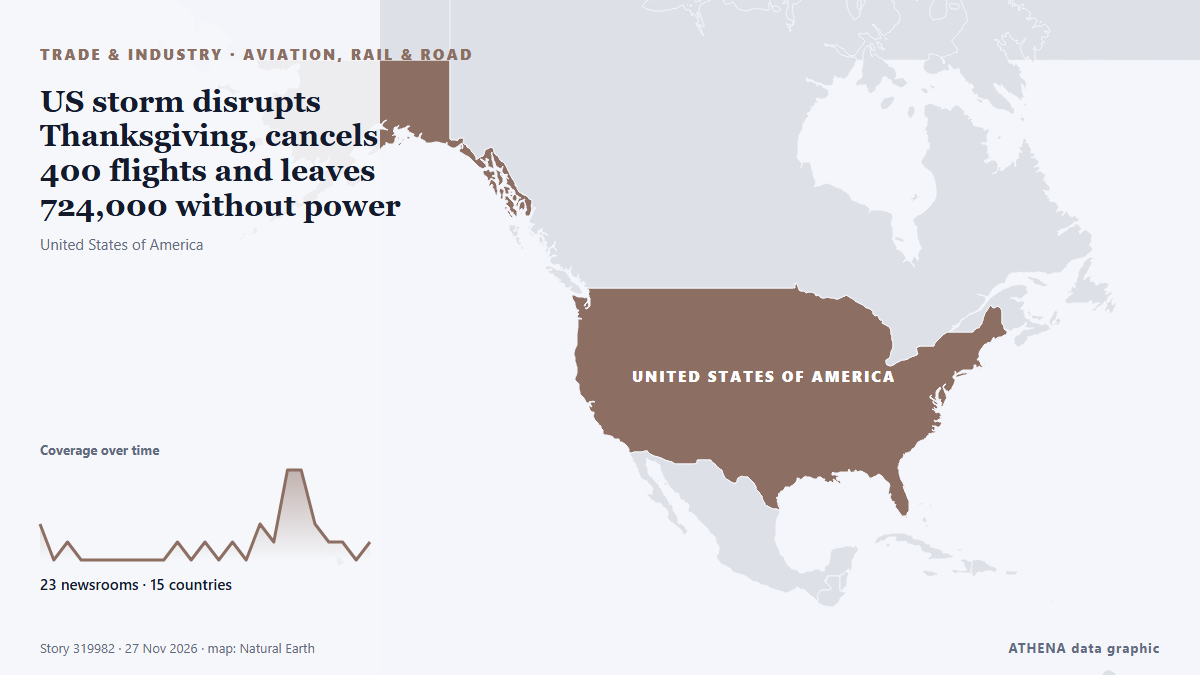 TRADE & INDUSTRY · AVIATION, RAIL & ROAD
US storm disrupts
Thanksgiving, cancels
400 flights and leaves
724,000 without power
United States of America
UNITED STATES OF AMERICA
Coverage over time
23 newsrooms · 15 countries
Story 319982 · 27 Nov 2026 · map: Natural Earth
ATHENA data graphic